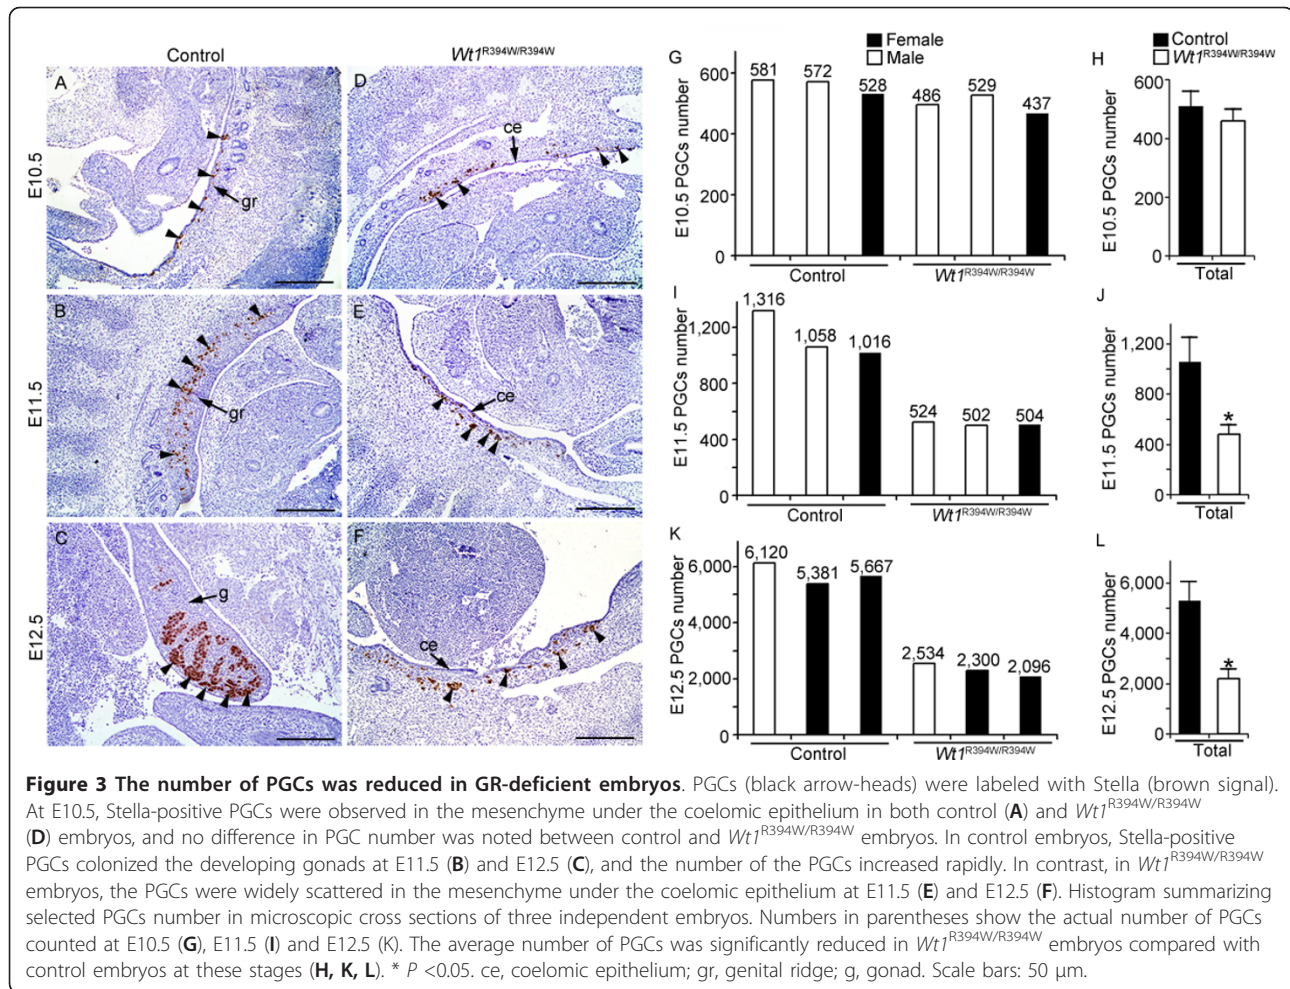 Control
Wt1R394W/R394W
A
D
ce
gr
E10.5
B
E
gr
ce
E11.5
C
F
g
ce
E12.5
Female
Male
G
581
572
528
486
529
437
600
400
200
0
E10.5 PGCs number
Control
Wt1R394W/R394W
Control
Wt1R394W/R394W
H
600
400
200
0
E10.5 PGCs number
Total
I
1,316
1,058
1,016
524
502
504
1,200
800
400
0
E11.5 PGCs number
Control
Wt1R394W/R394W
J
1,200
800
400
0
E11.5 PGCs number
*
Total
K
6,120
5,381
5,667
2,534
2,300
2,096
6,000
4,000
2,000
0
E12.5 PGCs number
Control
Wt1R394W/R394W
L
6,000
4,000
2,000
0
E12.5 PGCs number
*
Total
Figure 3 The number of PGCs was reduced in GR-deficient embryos. PGCs (black arrow-heads) were labeled with Stella (brown signal).
At E10.5, Stella-positive PGCs were observed in the mesenchyme under the coelomic epithelium in both control (A) and Wt1R394W/R394W
(D) embryos, and no difference in PGC number was noted between control and Wt1R394W/R394W embryos. In control embryos, Stella-positive
PGCs colonized the developing gonads at E11.5 (B) and E12.5 (C), and the number of the PGCs increased rapidly. In contrast, in Wt1R394W/R394W
embryos, the PGCs were widely scattered in the mesenchyme under the coelomic epithelium at E11.5 (E) and E12.5 (F). Histogram summarizing
selected PGCs number in microscopic cross sections of three independent embryos. Numbers in parentheses show the actual number of PGCs
counted at E10.5 (G), E11.5 (I) and E12.5 (K). The average number of PGCs was significantly reduced in Wt1R394W/R394W embryos compared with
control embryos at these stages (H, K, L). * P <0.05. ce, coelomic epithelium; gr, genital ridge; g, gonad. Scale bars: 50 μm.